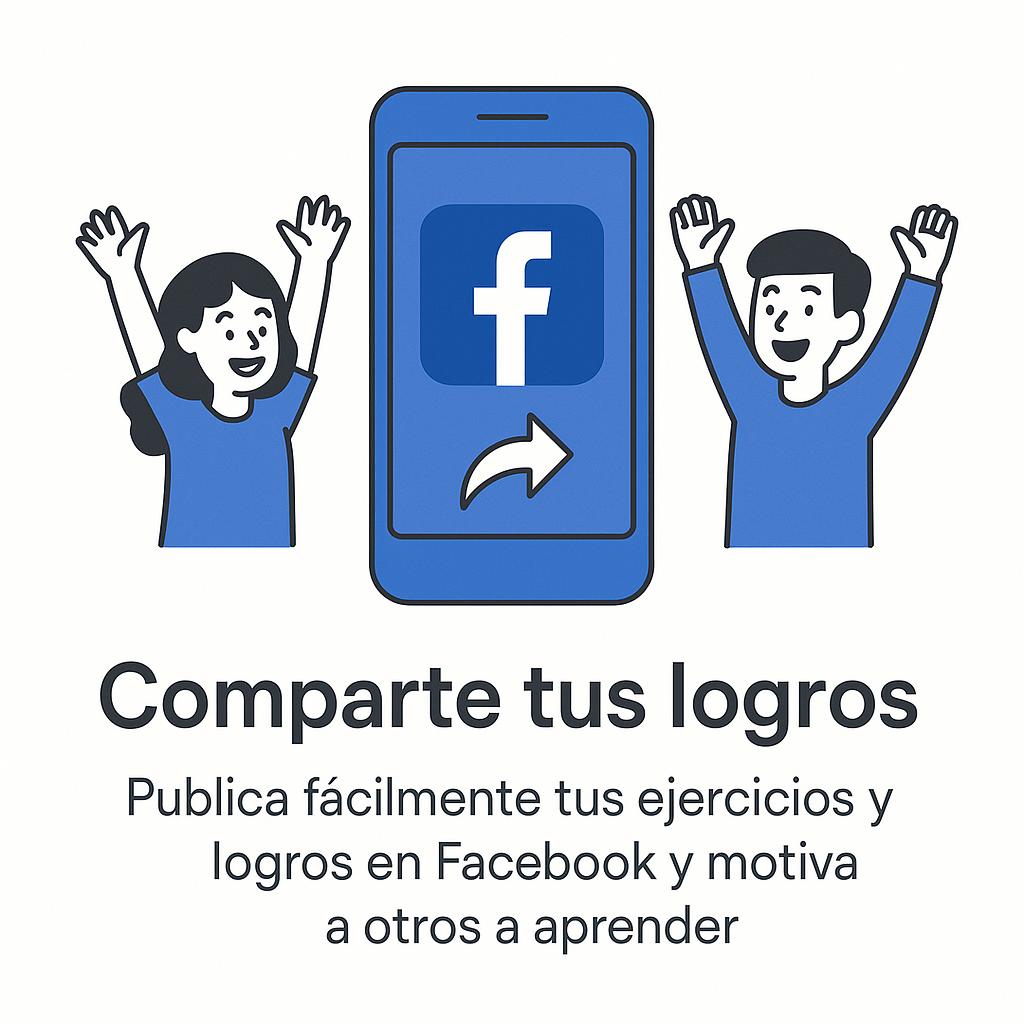 f
Comparte tus logros
Publica fácilmente tus ejercicios y
logros en Facebook y motiva
a otros a aprender